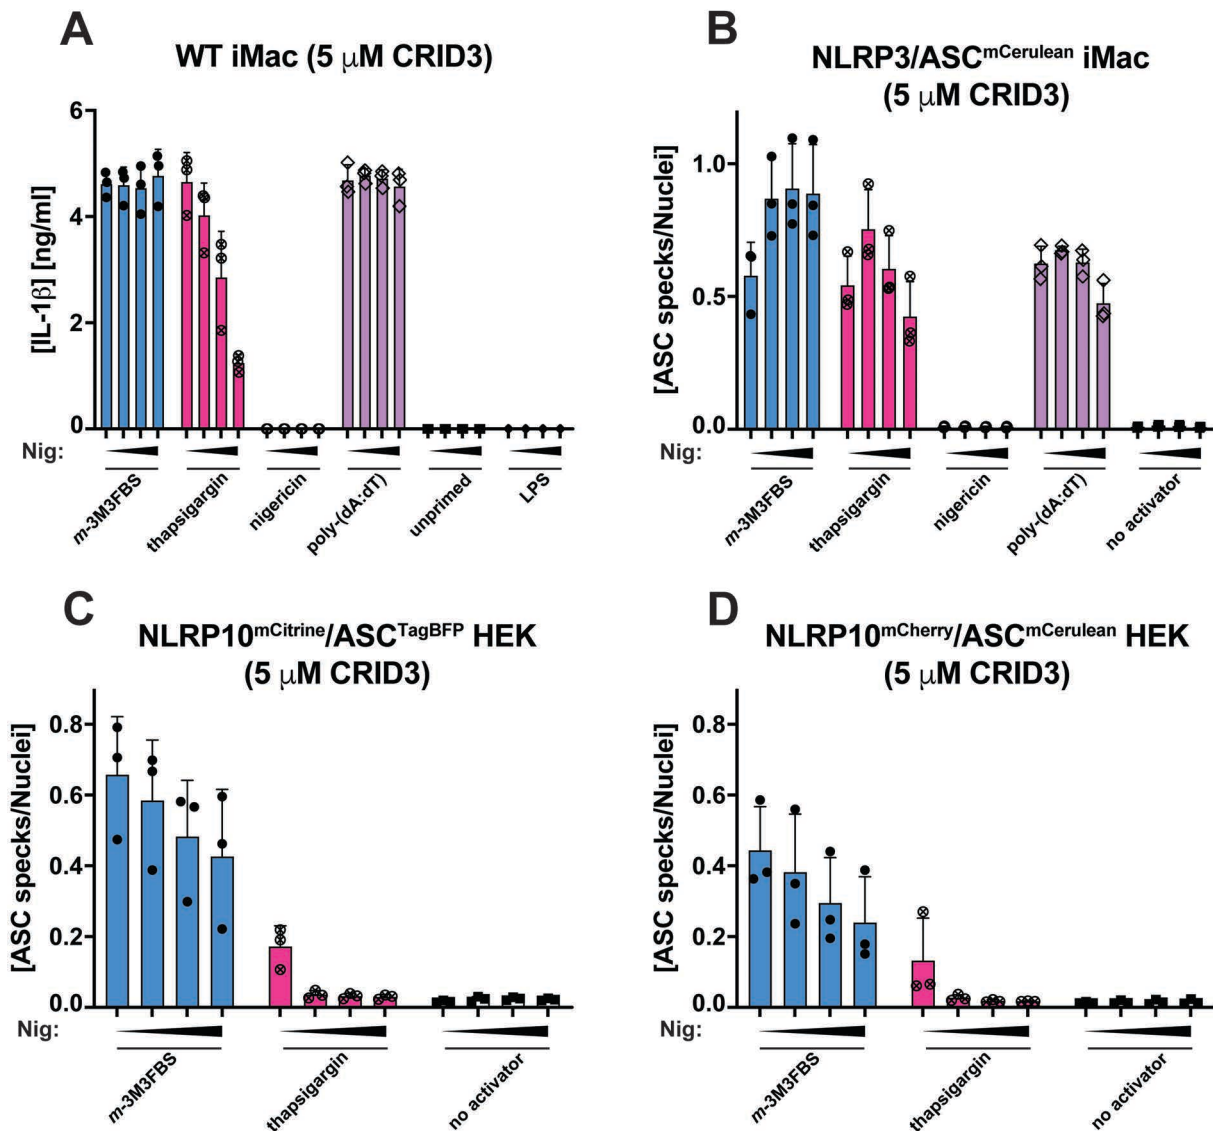 A
WT iMac (5 μM CRID3)
[IL-1β] [ng/ml]
6
4
2
0
Nig:
m-3M3FBS
thapsigargin
nigericin
poly-(dA:dT)
unprimed
LPS
B
NLRP3/ASCmCerulean iMac
(5 μM CRID3)
[ASC specks/Nuclei]
1.0
0.5
0.0
Nig:
m-3M3FBS
thapsigargin
nigericin
poly-(dA:dT)
no activator
C
NLRP10mCitrine/ASCTagBFP HEK
(5 μM CRID3)
[ASC specks/Nuclei]
0.8
0.6
0.4
0.2
0.0
Nig:
m-3M3FBS
thapsigargin
no activator
D
NLRP10mCherry/ASCmCerulean HEK
(5 μM CRID3)
[ASC specks/Nuclei]
0.8
0.6
0.4
0.2
0.0
Nig:
m-3M3FBS
thapsigargin
no activator